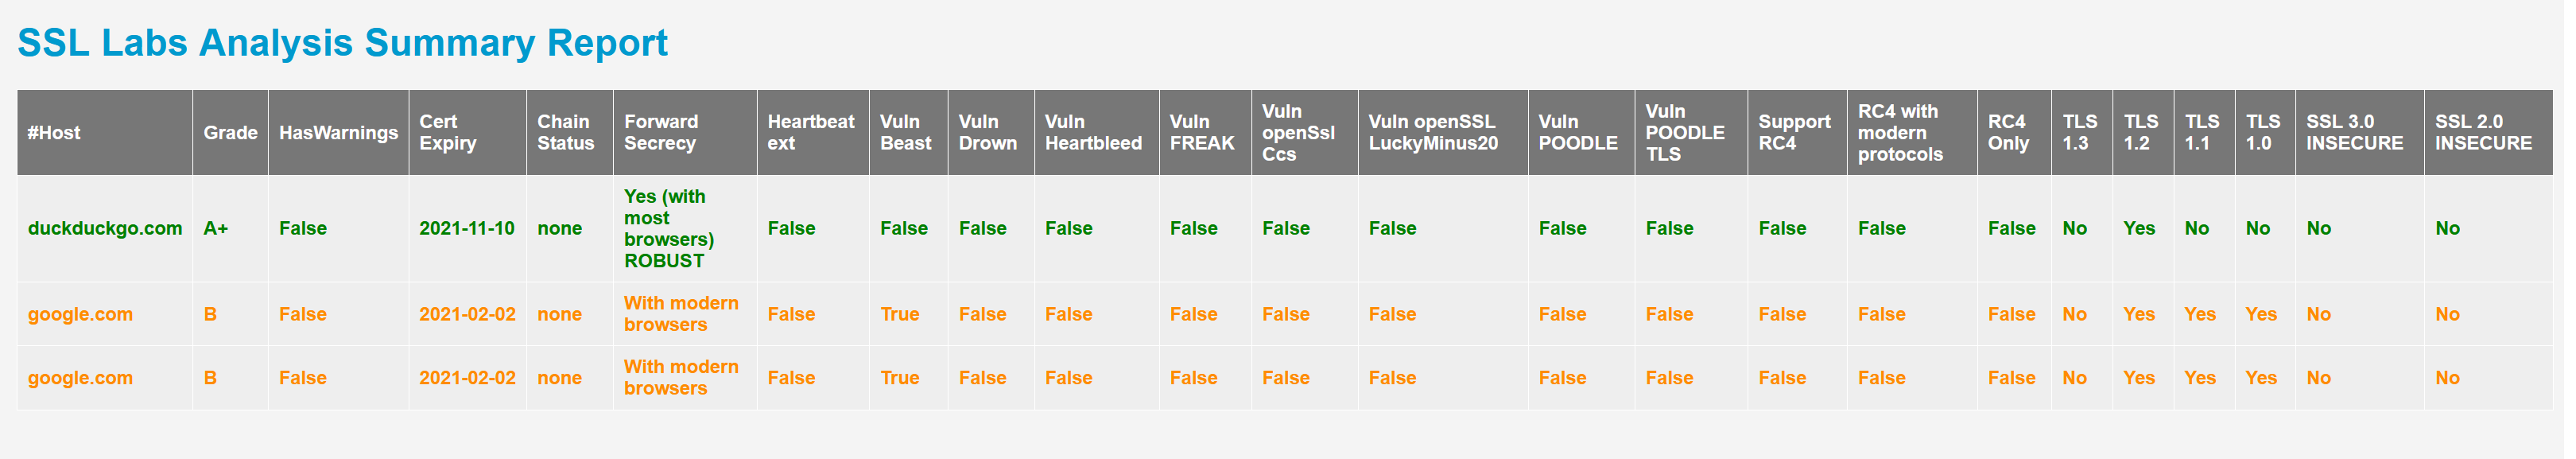 SSL Labs Analysis Summary Report
#Host Grade HasWarnings Cert Expiry Chain Status Forward Secrecy Heartbeat ext Vuln Beast Vuln Drown Vuln Heartbleed Vuln FREAK Vuln openSsl Ccs Vuln openSSL LuckyMinus20 Vuln POODLE Vuln POODLE TLS Support RC4 RC4 with modern protocols RC4 Only TLS 1.3 TLS 1.2 TLS 1.1 TLS 1.0 SSL 3.0 INSECURE SSL 2.0 INSECURE
duckduckgo.com A+ False 2021-11-10 none Yes (with most browsers) ROBUST False False False False False False False False False False False False No Yes No No No No
google.com B False 2021-02-02 none With modern browsers False True False False False False False False False False False False No Yes Yes Yes No No
google.com B False 2021-02-02 none With modern browsers False True False False False False False False False False False False No Yes Yes Yes No No